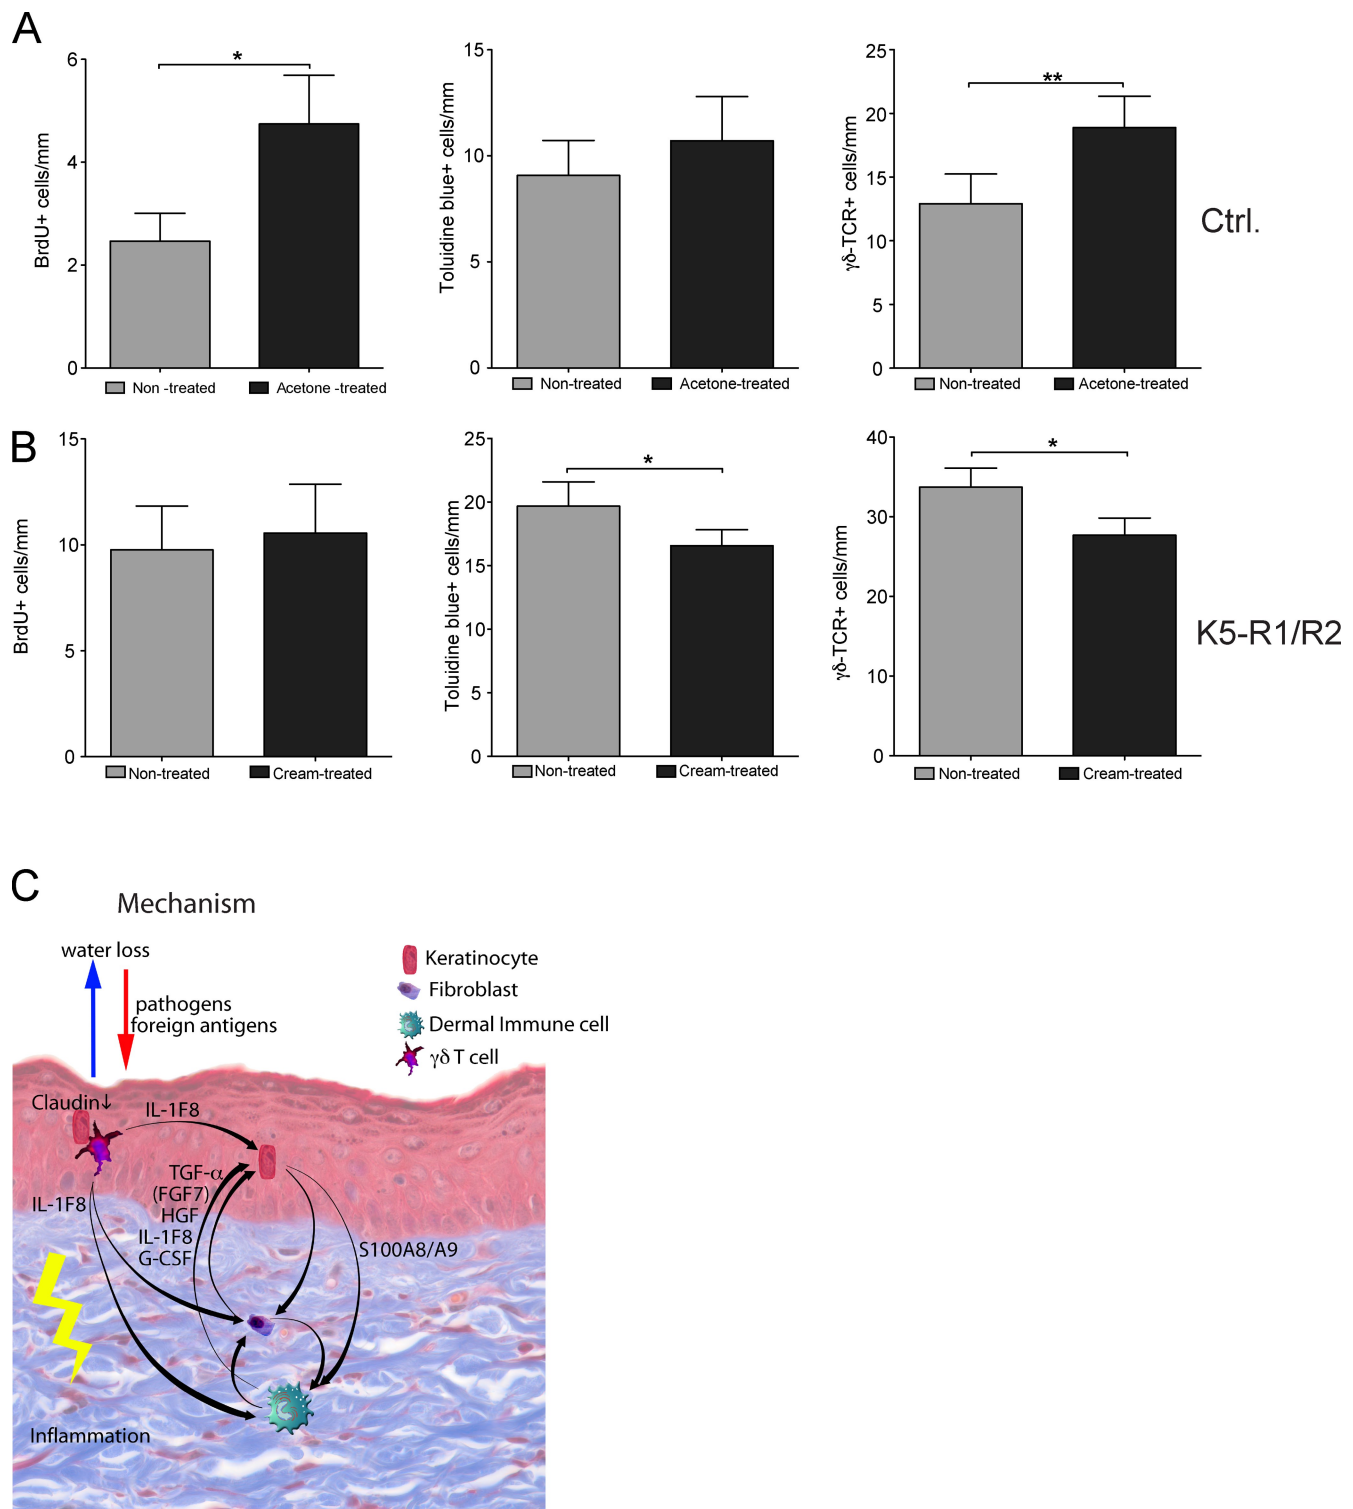 A
6
4
2
0
BrdU+ cells/mm
*
Non -treated
Acetone -treated
15
10
5
0
Toluidine blue+ cells/mm
Non-treated
Acetone-treated
25
20
15
10
5
0
γδ-TCR+ cells/mm
**
Non-treated
Acetone-treated
Ctrl.
B
15
10
5
0
BrdU+ cells/mm
Non-treated
Cream-treated
25
20
15
10
5
0
Toluidine blue+ cells/mm
*
Non-treated
Cream-treated
40
30
20
10
0
γδ-TCR+ cells/mm
*
Non-treated
Cream-treated
K5-R1/R2
C
Mechanism
water loss
pathogens
foreign antigens
Keratinocyte
Fibroblast
Dermal Immune cell
γδ T cell
Claudin↓
IL-1F8
IL-1F8
TGF-α
(FGF7)
HGF
IL-1F8
G-CSF
S100A8/A9
Inflammation